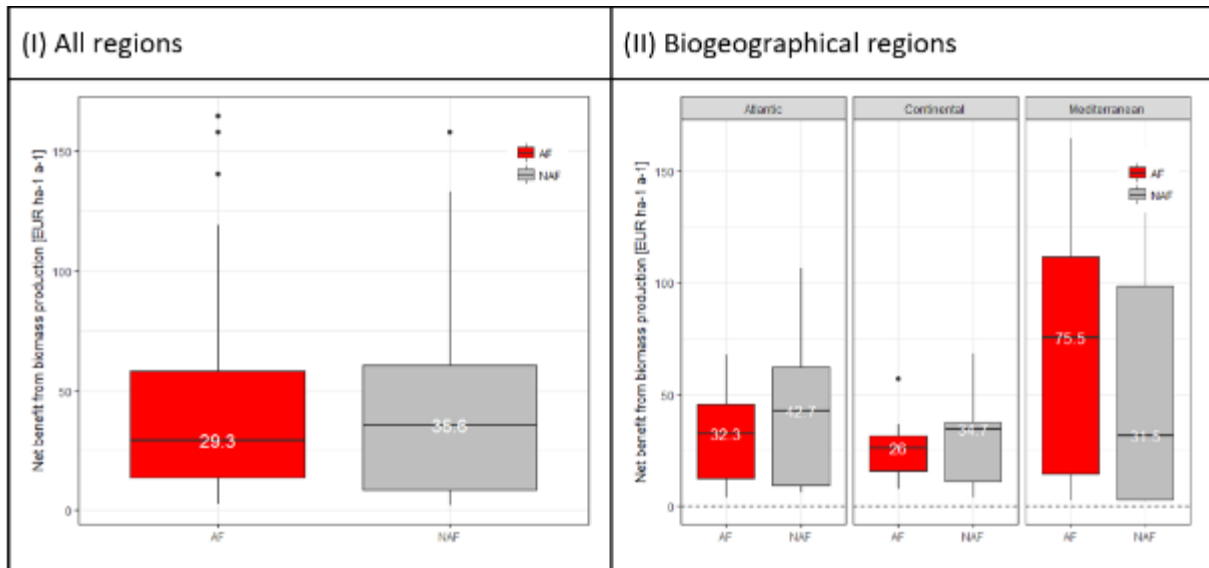 (I) All regions
(II) Biogeographical regions
Net benefit from biomass production [EUR ha-1 a-1]
150
100
50
0
AF
NAF
29.3
35.6
AF
NAF
Net benefit from biomass production [EUR ha-1 a-1]
150
100
50
0
Atlantic
Continental
Mediterranean
AF
NAF
32.3
42.7
26
34.7
75.5
31.5
AF
NAF
AF
NAF
AF
NAF